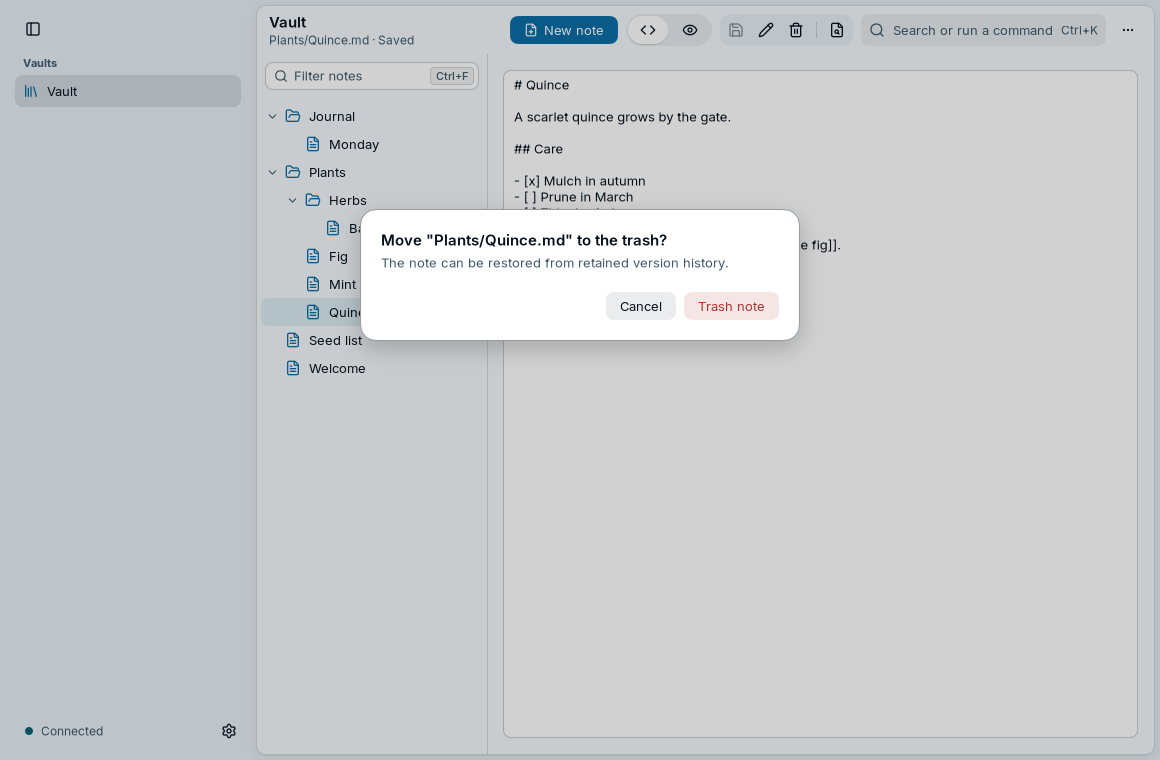 Vaults
Vault
Connected
Vault
Plants/Quince.md · Saved
New note
Search or run a command Ctrl+K
Filter notes Ctrl+F
Journal
Monday
Plants
Herbs
Fig
Mint
Seed list
Welcome
# Quince
A scarlet quince grows by the gate.
## Care
- [x] Mulch in autumn
- [ ] Prune in March
fig]].
Move "Plants/Quince.md" to the trash?
The note can be restored from retained version history.
Cancel
Trash note